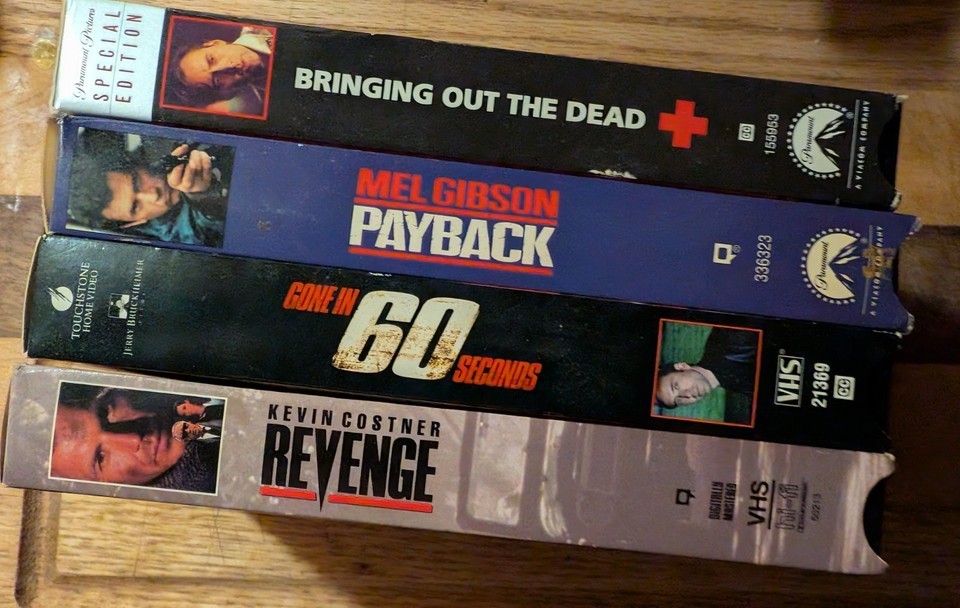 Paramount Pictures
SPECIAL
EDITION
BRINGING OUT THE DEAD
CC
155953
Paramount
A VIACOM COMPANY
MEL GIBSON
PAYBACK
336323
Paramount
A VIACOM COMPANY
TOUCHSTONE
HOME VIDEO
JERRY BRUCKHEIMER
FILMS
GONE IN
60
SECONDS
VHS
21369
CC
KEVIN COSTNER
REVENGE
DIGITALLY
MASTERED
VHS
hi-fi
50213